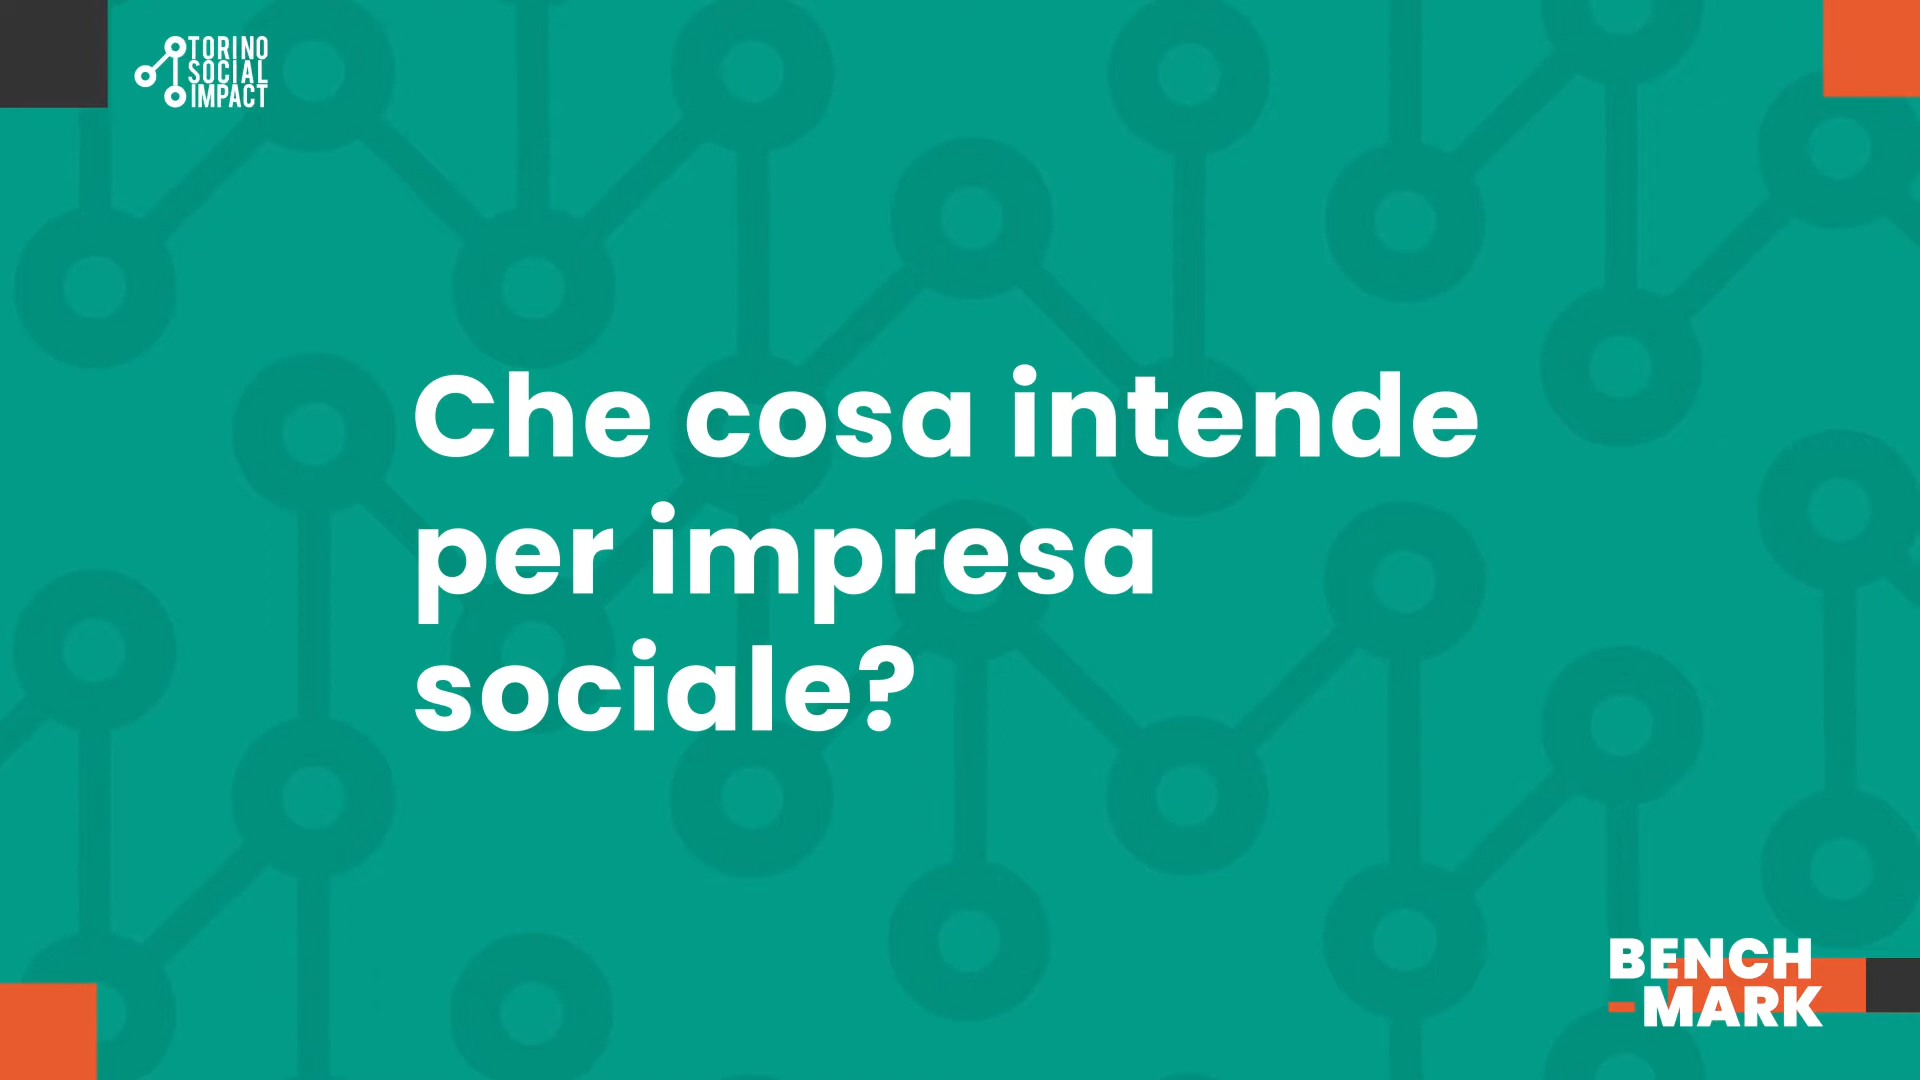 TORINO
SOCIAL
IMPACT
Che cosa intende
per impresa
sociale?
BENCH
-MARK